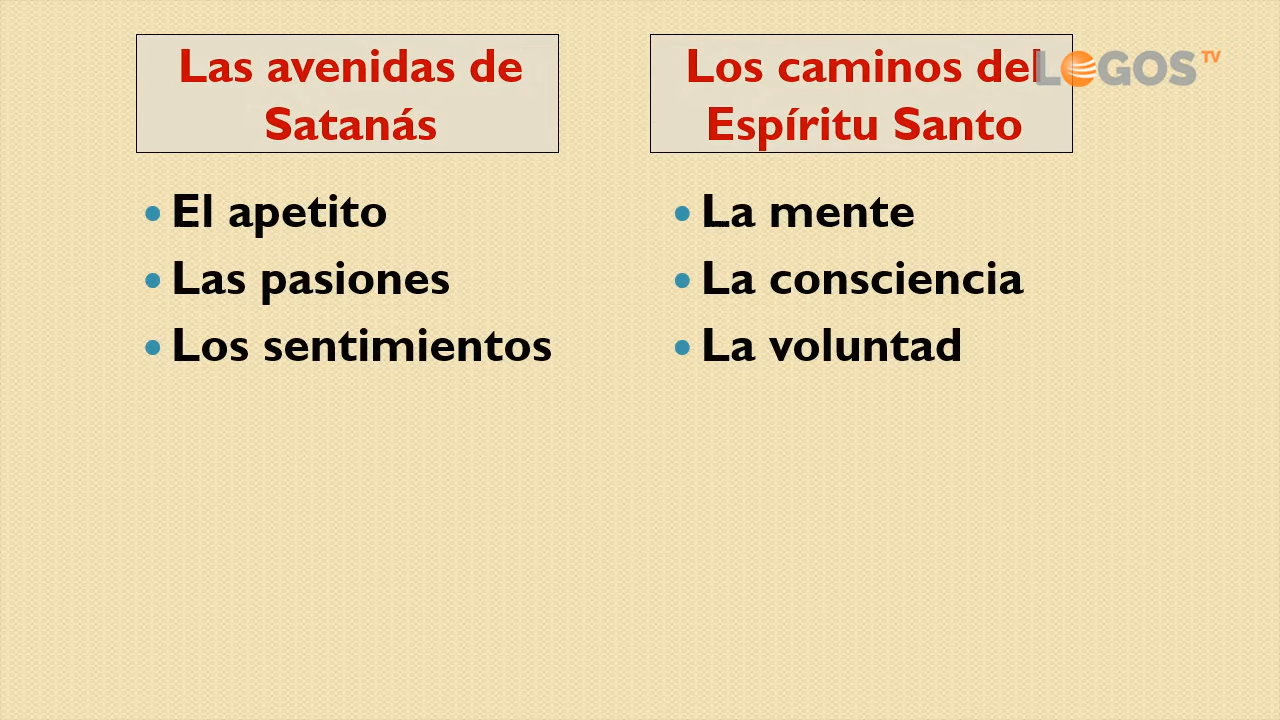 Las avenidas de
Satanás
El apetito
Las pasiones
Los sentimientos
Los caminos del
Espíritu Santo
La mente
La consciencia
La voluntad
LOGOS TV